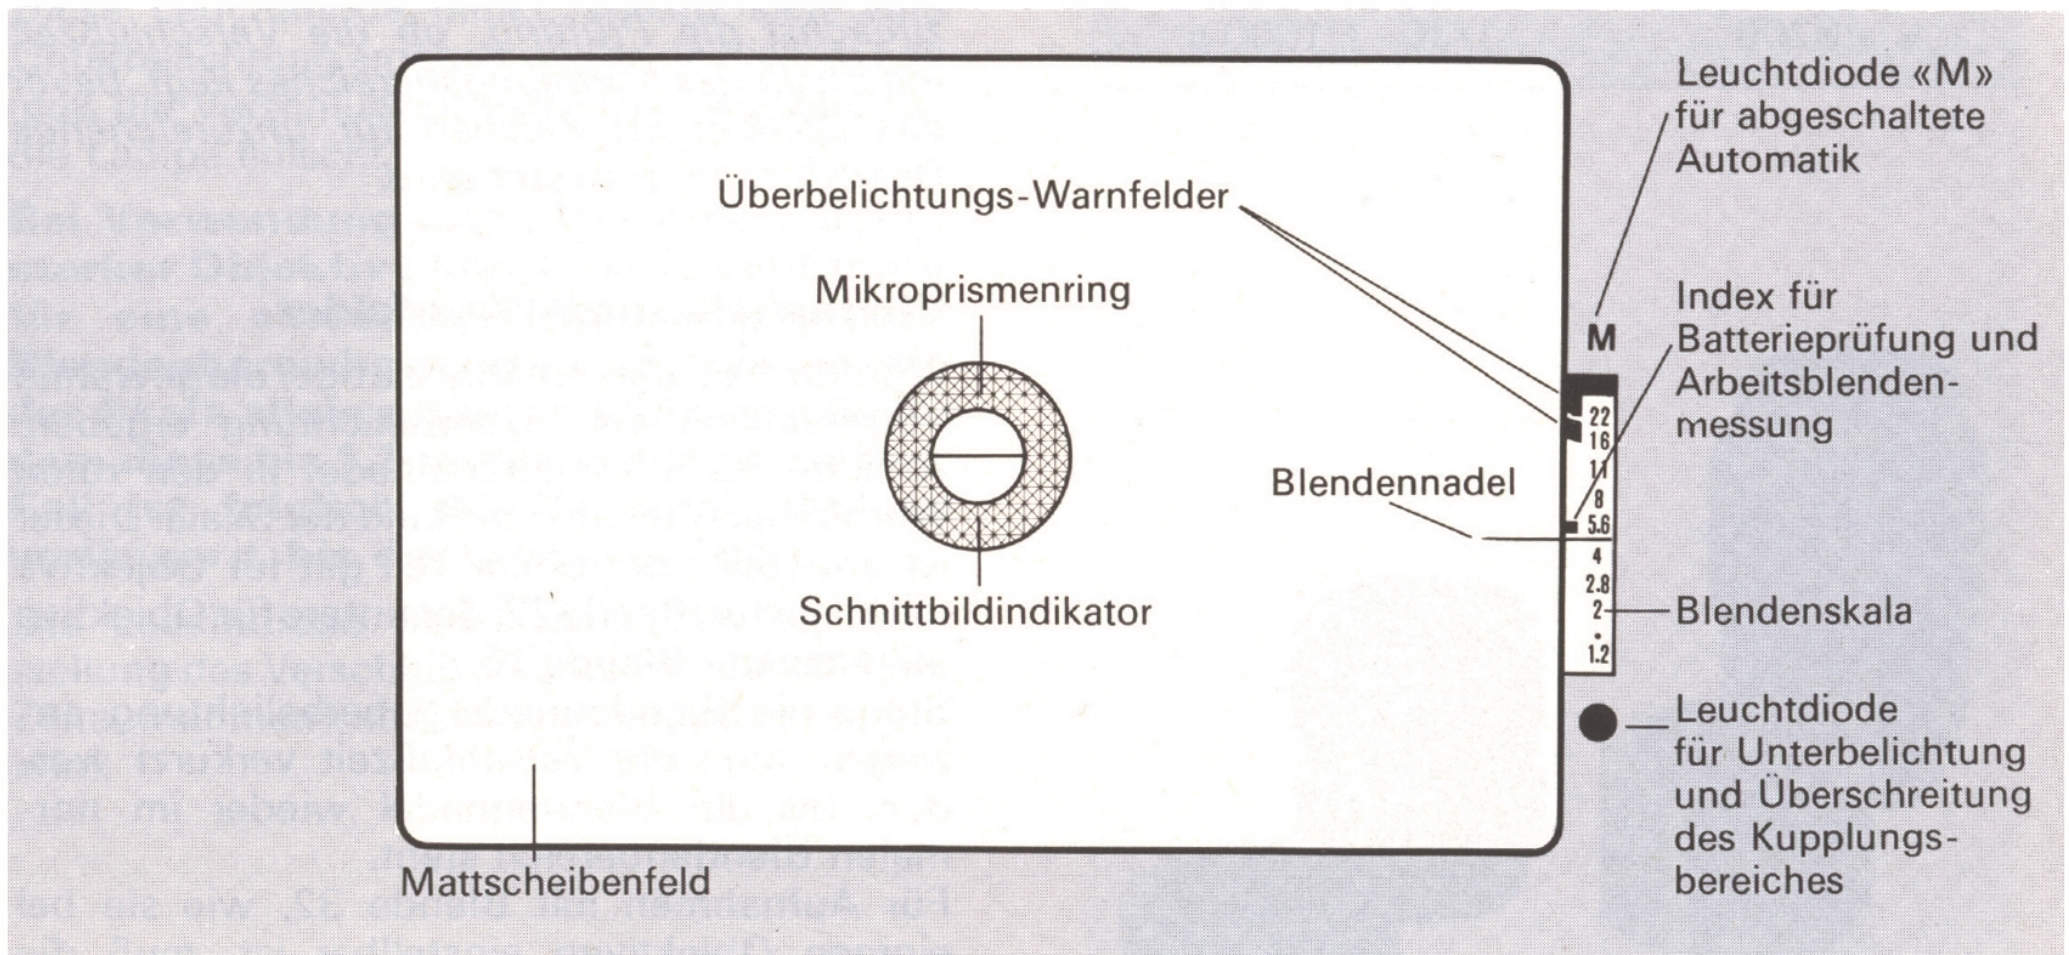 Leuchtdiode «M»
für abgeschaltete
Automatik
Überbelichtungs-Warnfelder
Mikroprismenring
Index für
Batterieprüfung und
Arbeitsblenden-
messung
M
22
16
11
8
5.6
4
2.8
2
•
1.2
Blendennadel
Schnittbildindikator
Blendenskala
Leuchtdiode
für Unterbelichtung
und Überschreitung
des Kupplungs-
bereiches
Mattscheibenfeld